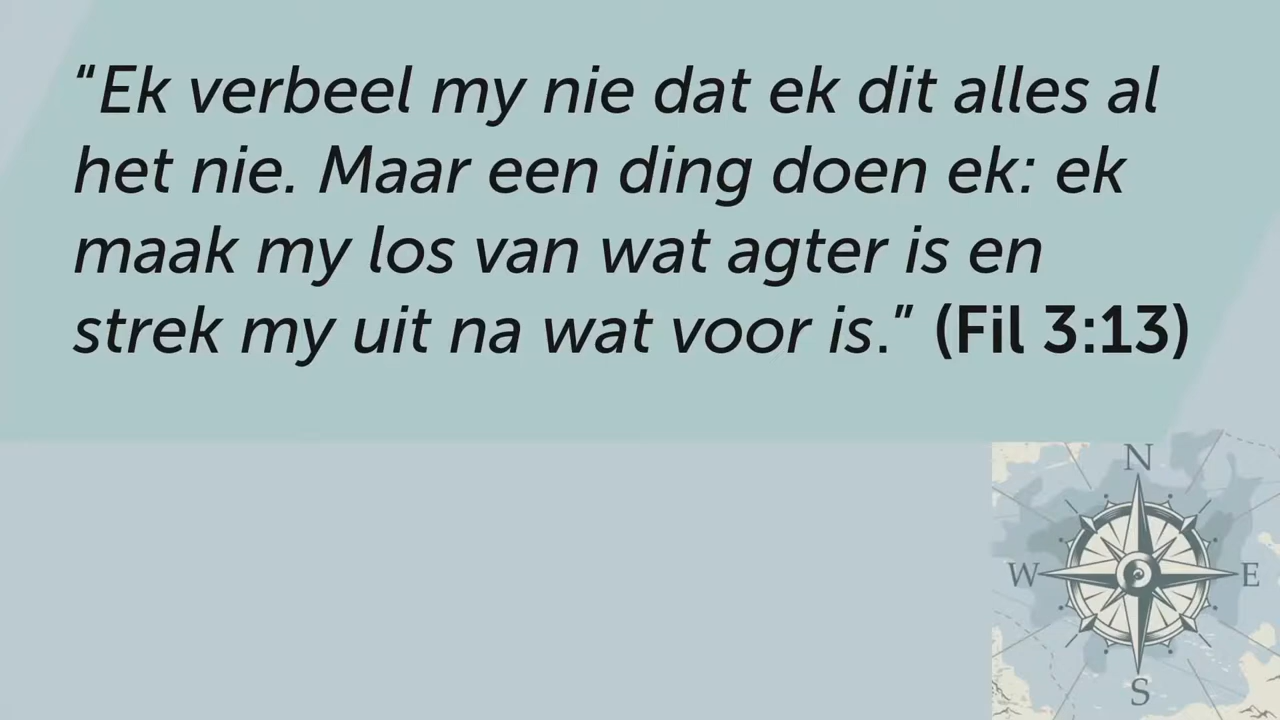 “Ek verbeel my nie dat ek dit alles al
het nie. Maar een ding doen ek: ek
maak my los van wat agter is en
strek my uit na wat voor is.” (Fil 3:13)
N
W E
S